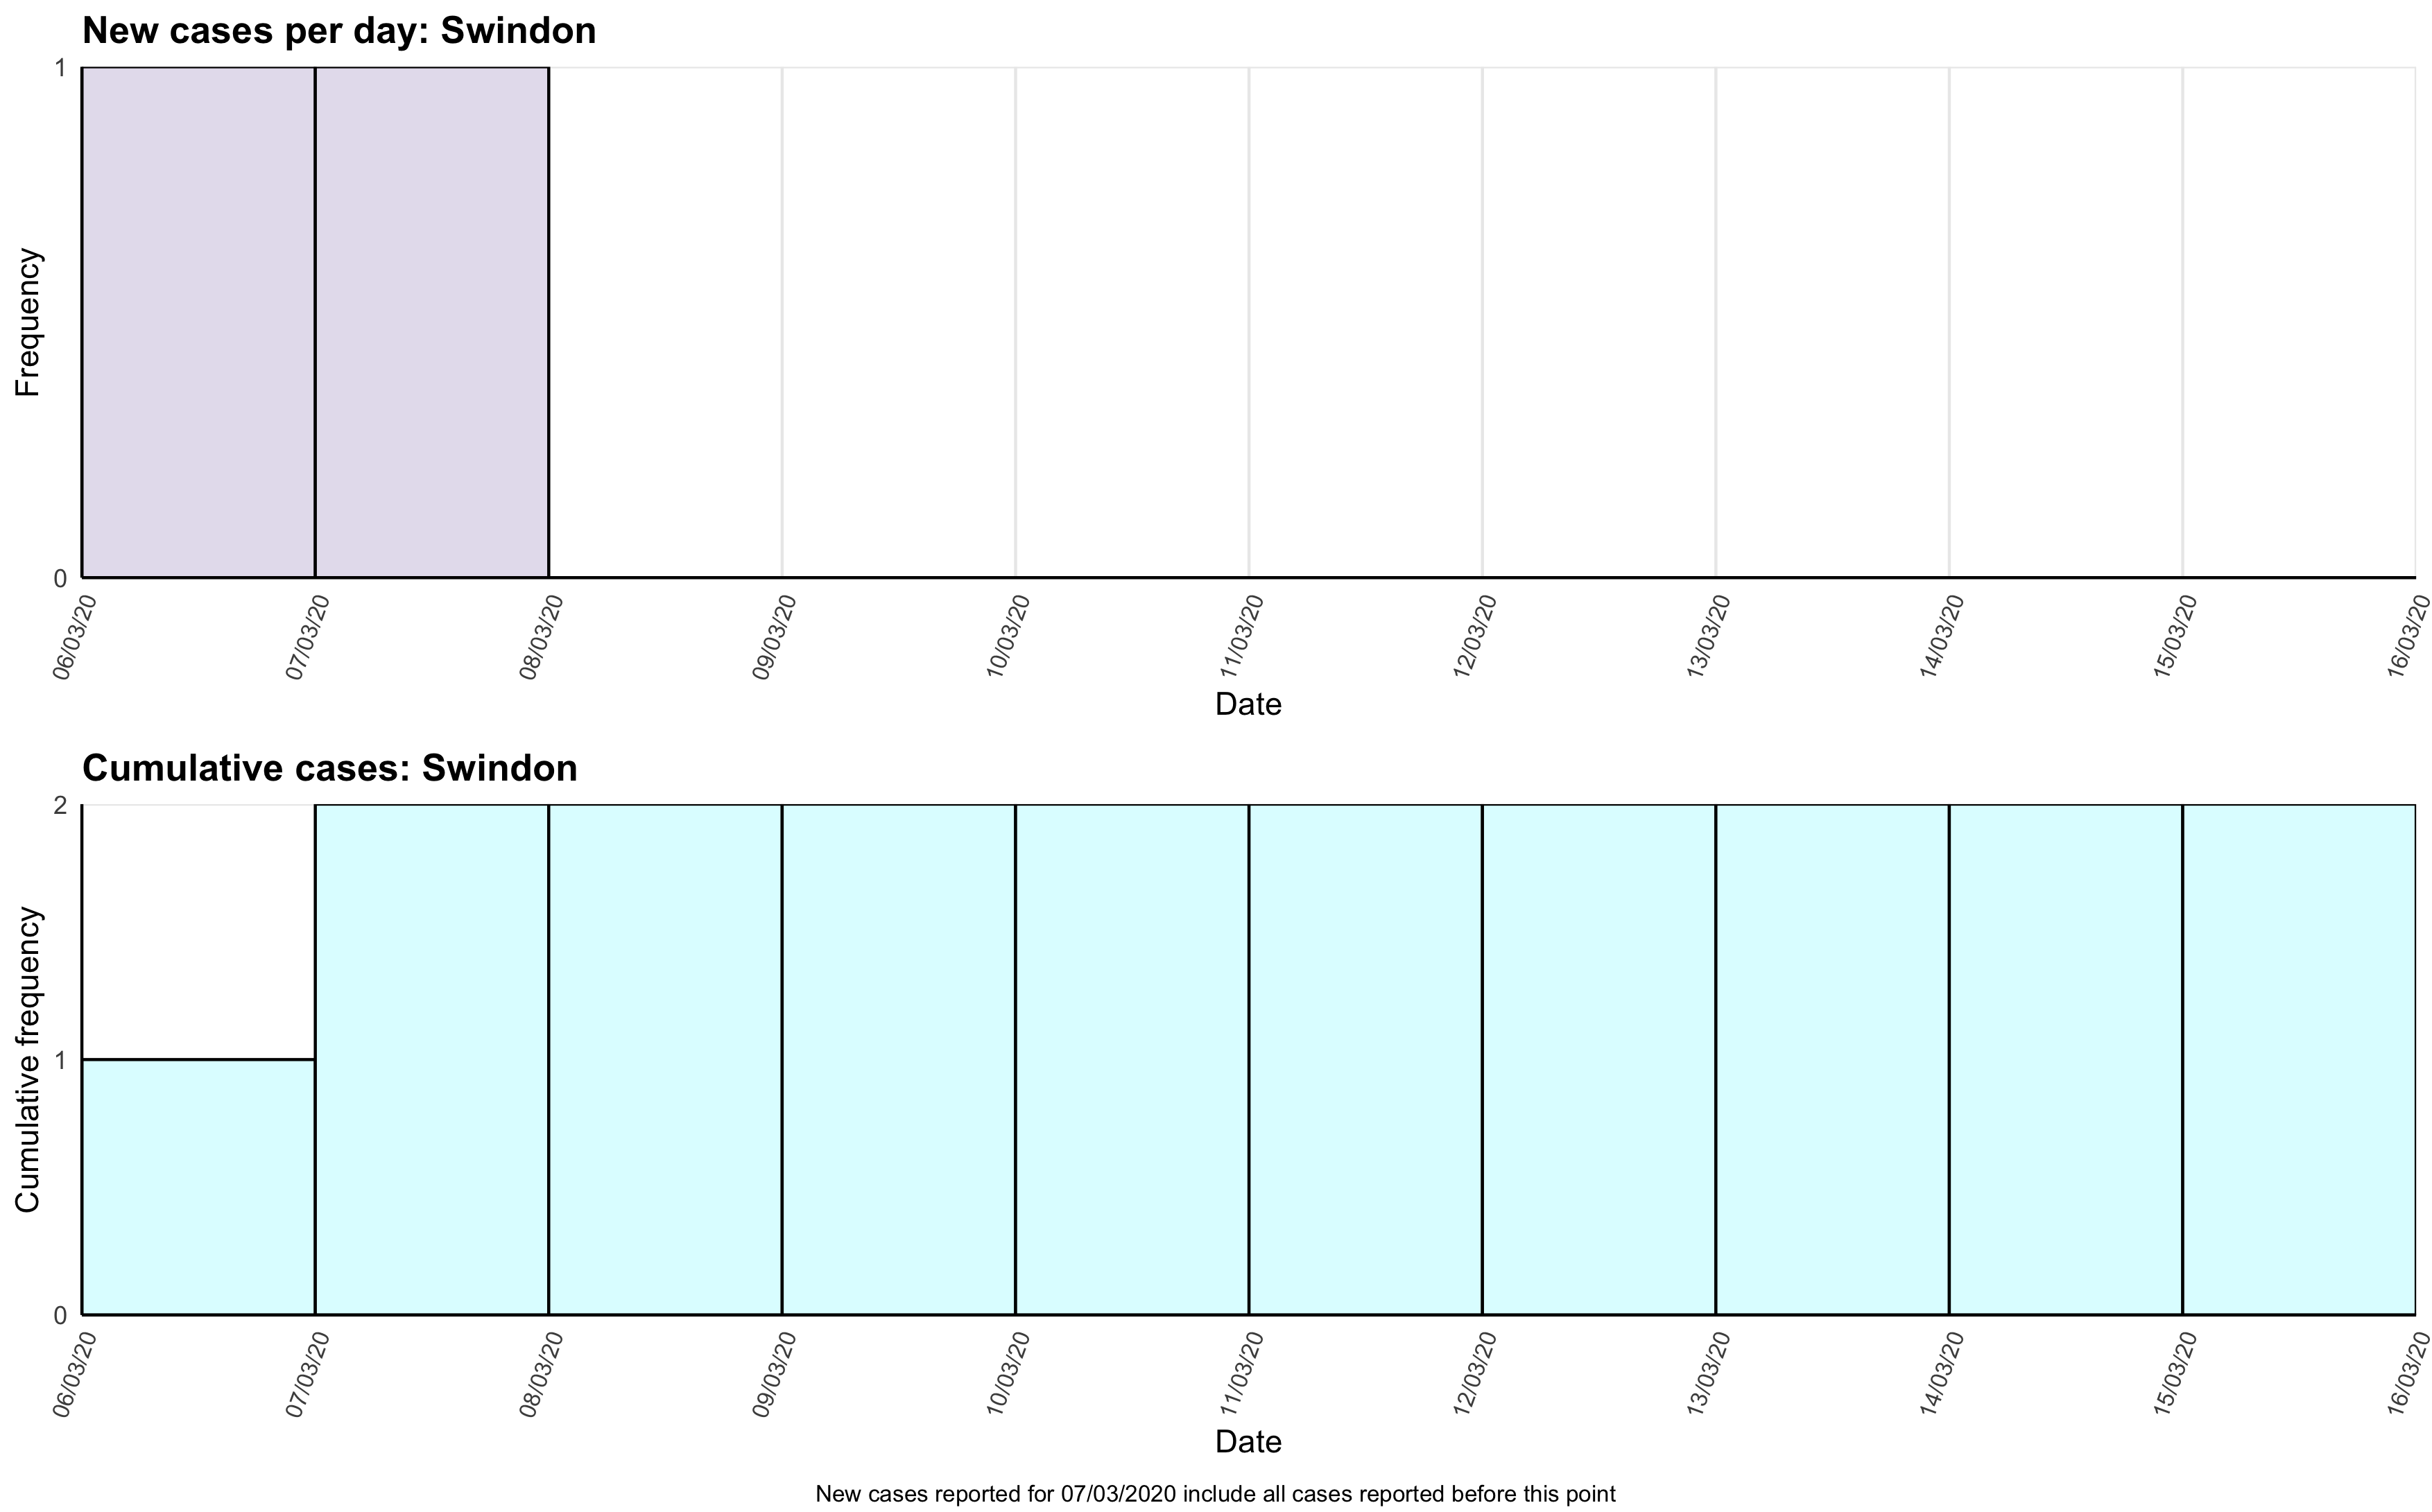 New cases per day: Swindon
1
0
Frequency
06/03/20 07/03/20 08/03/20 09/03/20 10/03/20 11/03/20 12/03/20 13/03/20 14/03/20 15/03/20 16/03/20
Date
Cumulative cases: Swindon
2
1
0
Cumulative frequency
06/03/20 07/03/20 08/03/20 09/03/20 10/03/20 11/03/20 12/03/20 13/03/20 14/03/20 15/03/20 16/03/20
Date
New cases reported for 07/03/2020 include all cases reported before this point